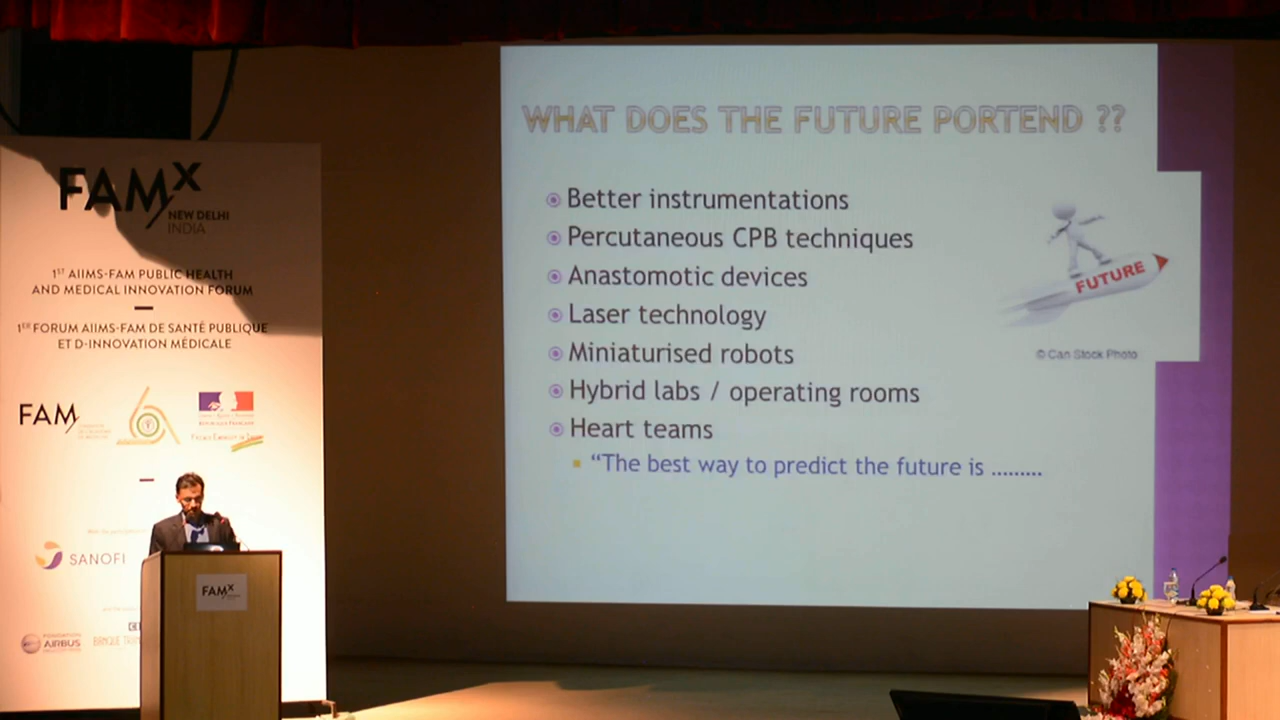 WHAT DOES THE FUTURE PORTEND ??
Better instrumentations
Percutaneous CPB techniques
Anastomotic devices
Laser technology
Miniaturised robots
Hybrid labs / operating rooms
Heart teams
“The best way to predict the future is .........
FUTURE
© Can Stock Photo
FAMx
NEW DELHI
INDIA
1ST AIIMS-FAM PUBLIC HEALTH
AND MEDICAL INNOVATION FORUM
1ER FORUM AIIMS-FAM DE SANTÉ PUBLIQUE
ET D-INNOVATION MÉDICALE
FAM
SANOFI
FONDATION
AIRBUS
BANQUE
FAMX